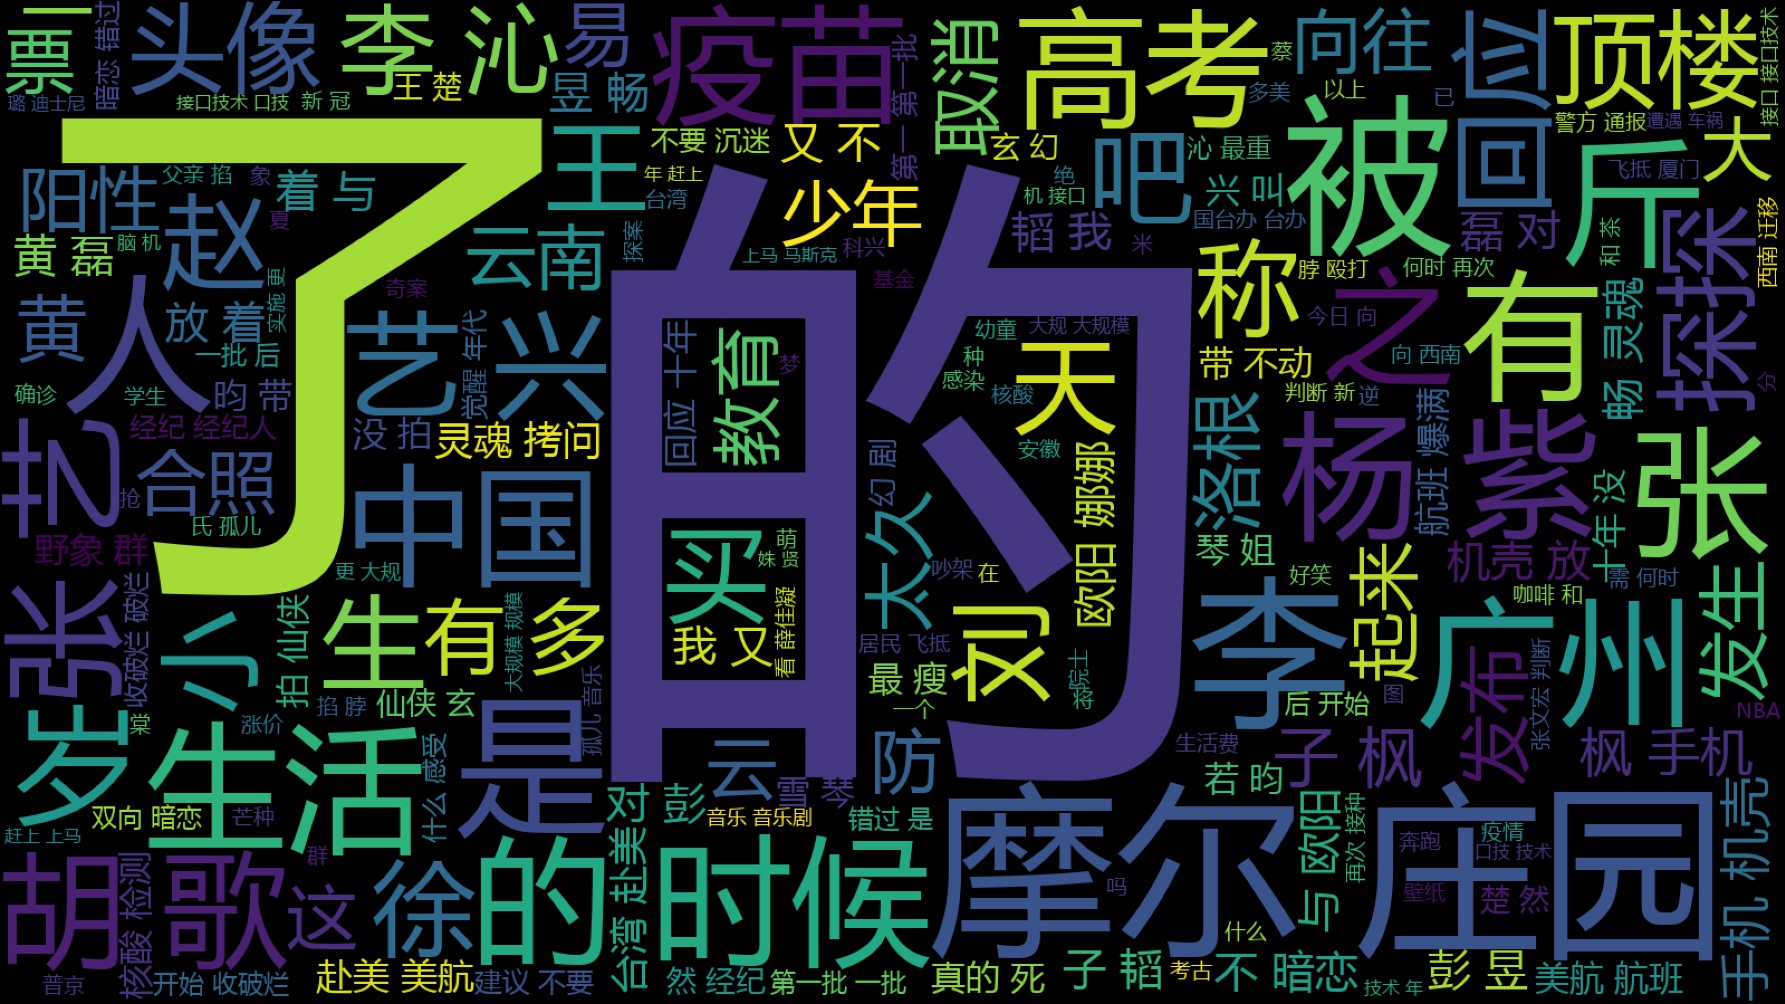 票
暗恋 错过
头像
李 沁
易
疫苗
第一 第一批
取消
高考
蔡
向往
回应
顶楼
接口 接口技术
璐 迪士尼
接口技术 口技
新 冠
王 楚
昱 畅
多美
以上
已
了
王
不要 沉迷
又 不
玄 幻
吧
沁 最重
被
警方 通报
遭遇 车祸
大
斤
阳性
父亲 掐
象
着 与
年 赶上
台湾
少年
机 接口
绝
兴 叫
飞抵 厦门
黄 磊
脑 机
赵
夏
云南
探案
上马 马斯克
科兴
韬 我
米
国台办 台办
磊 对
和 茶
探探
西南 迁移
黄
人
放 着
实施 更
奇案
的
基金
称
脖 殴打
何时 再次
之
有
畅 灵魂
一批 后
艺 兴
觉醒 年代
回应 十年
教育
梦
幼童
大规 大规模
种
感染
天
今日 向
带 不动
向 西南
确诊
学生
昀 带
核酸
判断 新
逆
分
艺
经纪 经纪人
没 拍
灵魂 拷问
幻 剧
安徽
欧阳 娜娜
洛根
杨 紫
航班 爆满
张
合照
抢
中国
太久
十年 没
野象 群
氏 孤儿
更 大规
买
萌
姝 贤
吵架
在
琴 姐
好笑
起来
机壳 放
需 何时
张
收破烂 破烂
小
拍 仙侠
生
大规模 规模
有 多
我 又
看 薛佳凝
刘
李
咖啡 和
广州
发生
居民 飞抵
最 瘦
院士
将
一个
后 开始
图
发布
张文宏 判断
NBA
岁
棠
生活
涨价
掐 脖
仙侠 玄
是
孤儿 音乐
云
防
生活费
子 枫
枫 手机
什么 感受
雪 琴
若 昀
双向 暗恋
芒种
对 彭
音乐 音乐剧
错过 是
摩尔 庄园
与 欧阳
再次 接种
奔跑
疫情
口技 技术
手机 机壳
赶上 上马
胡 歌
核酸 检测
群
这
徐
的 时候
台湾 赴美
吗
壁纸
楚 然
什么
普京
开始 收破烂
赴美 美航
建议 不要
然 经纪
第一批 一批
真的 死
子 韬
考古
不 暗恋
技术 年
彭 昱
美航 航班